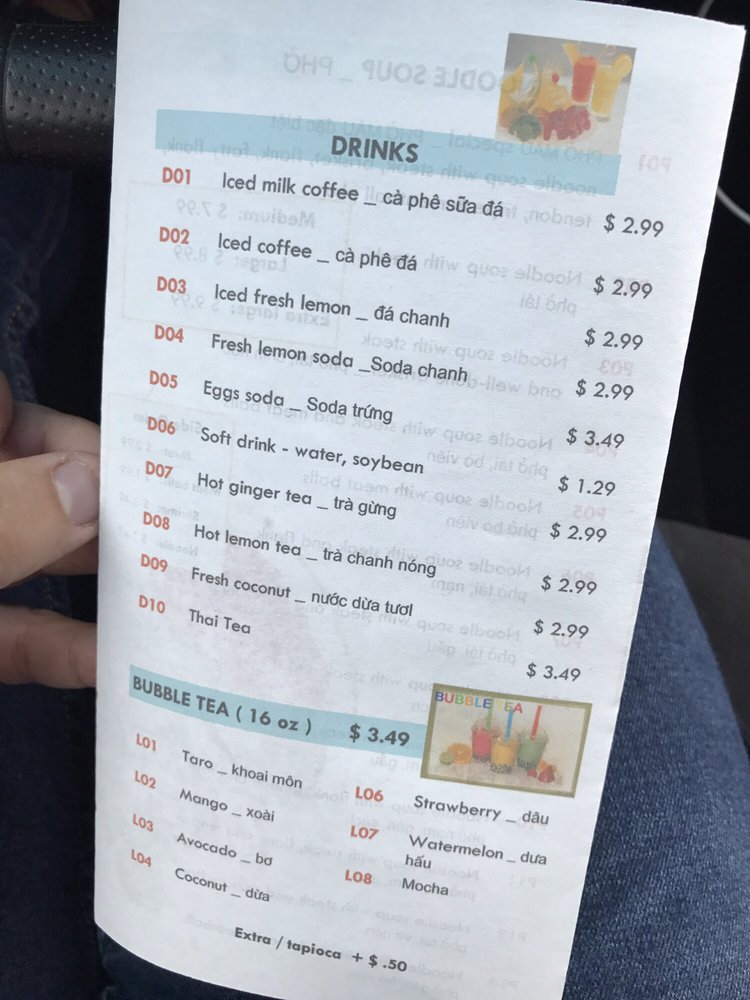 DRINKS
D01 Iced milk coffee _ cà phê sữa đá $ 2.99
D02 Iced coffee _ cà phê đá $ 2.99
D03 Iced fresh lemon _ đá chanh $ 2.99
D04 Fresh lemon soda _Soda chanh $ 2.99
D05 Eggs soda _ Soda trứng $ 3.49
D06 Soft drink - water, soybean $ 1.29
D07 Hot ginger tea _ trà gừng $ 2.99
D08 Hot lemon tea _ trà chanh nóng $ 2.99
D09 Fresh coconut _ nước dừa tươl $ 2.99
D10 Thai Tea $ 3.49
BUBBLE TEA ( 16 oz ) $ 3.49
BUBBLE EA
L01 Taro _ khoai môn
L02 Mango _ xoài
L03 Avocado _ bơ
L04 Coconut _ dừa
L06 Strawberry _ dâu
L07 Watermelon _ dưa
hấu
L08 Mocha
Extra / tapioca + $ .50